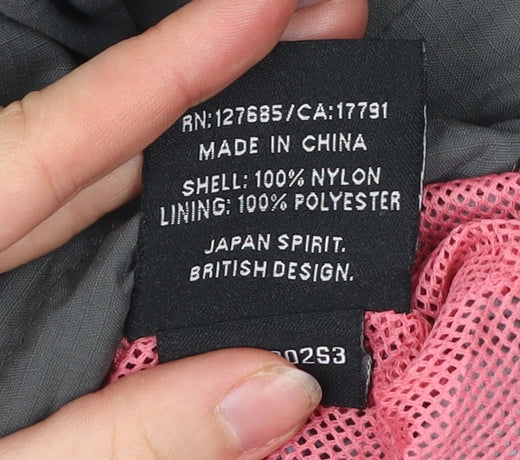 RN:127685/CA:17791
MADE IN CHINA
SHELL: 100% NYLON
LINING: 100% POLYESTER
JAPAN SPIRIT.
BRITISH DESIGN.